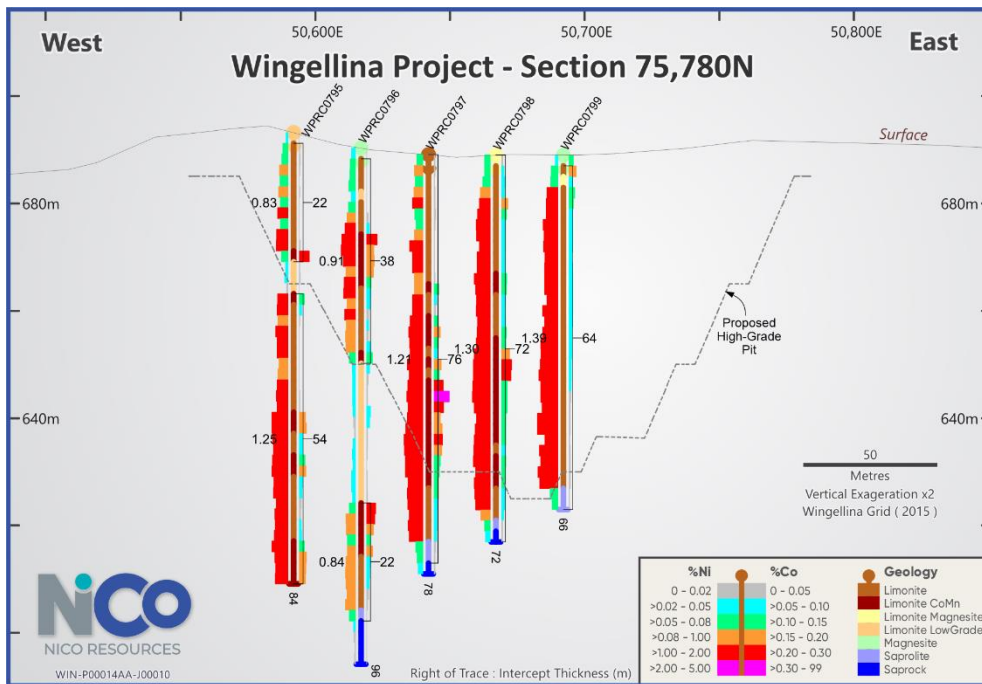 50,600E
50,700E
50,800E
West
East
Wingellina Project - Section 75,780N
WPRC0795
WPRC0796
WPRC0797
WPRC0798
WPRC0799
Surface
680m
680m
0.83
22
0.91
38
1.21
76
1.30
72
1.39
64
Proposed
High-Grade
Pit
640m
640m
1.25
54
0.84
22
84
96
78
72
66
50
Metres
Vertical Exageration x2
Wingellina Grid ( 2015 )
NiCo
NICO RESOURCES
WIN-P00014AA-J00010
Right of Trace : Intercept Thickness (m)
%Ni %Co Geology
0 - 0.02 0 - 0.05 Limonite
>0.02 - 0.05 >0.05 - 0.10 Limonite CoMn
>0.05 - 0.08 >0.10 - 0.15 Limonite Magnesite
>0.08 - 1.00 >0.15 - 0.20 Limonite LowGrade
>1.00 - 2.00 >0.20 - 0.30 Magnesite
>2.00 - 5.00 >0.30 - 99 Saprolite
Saprock